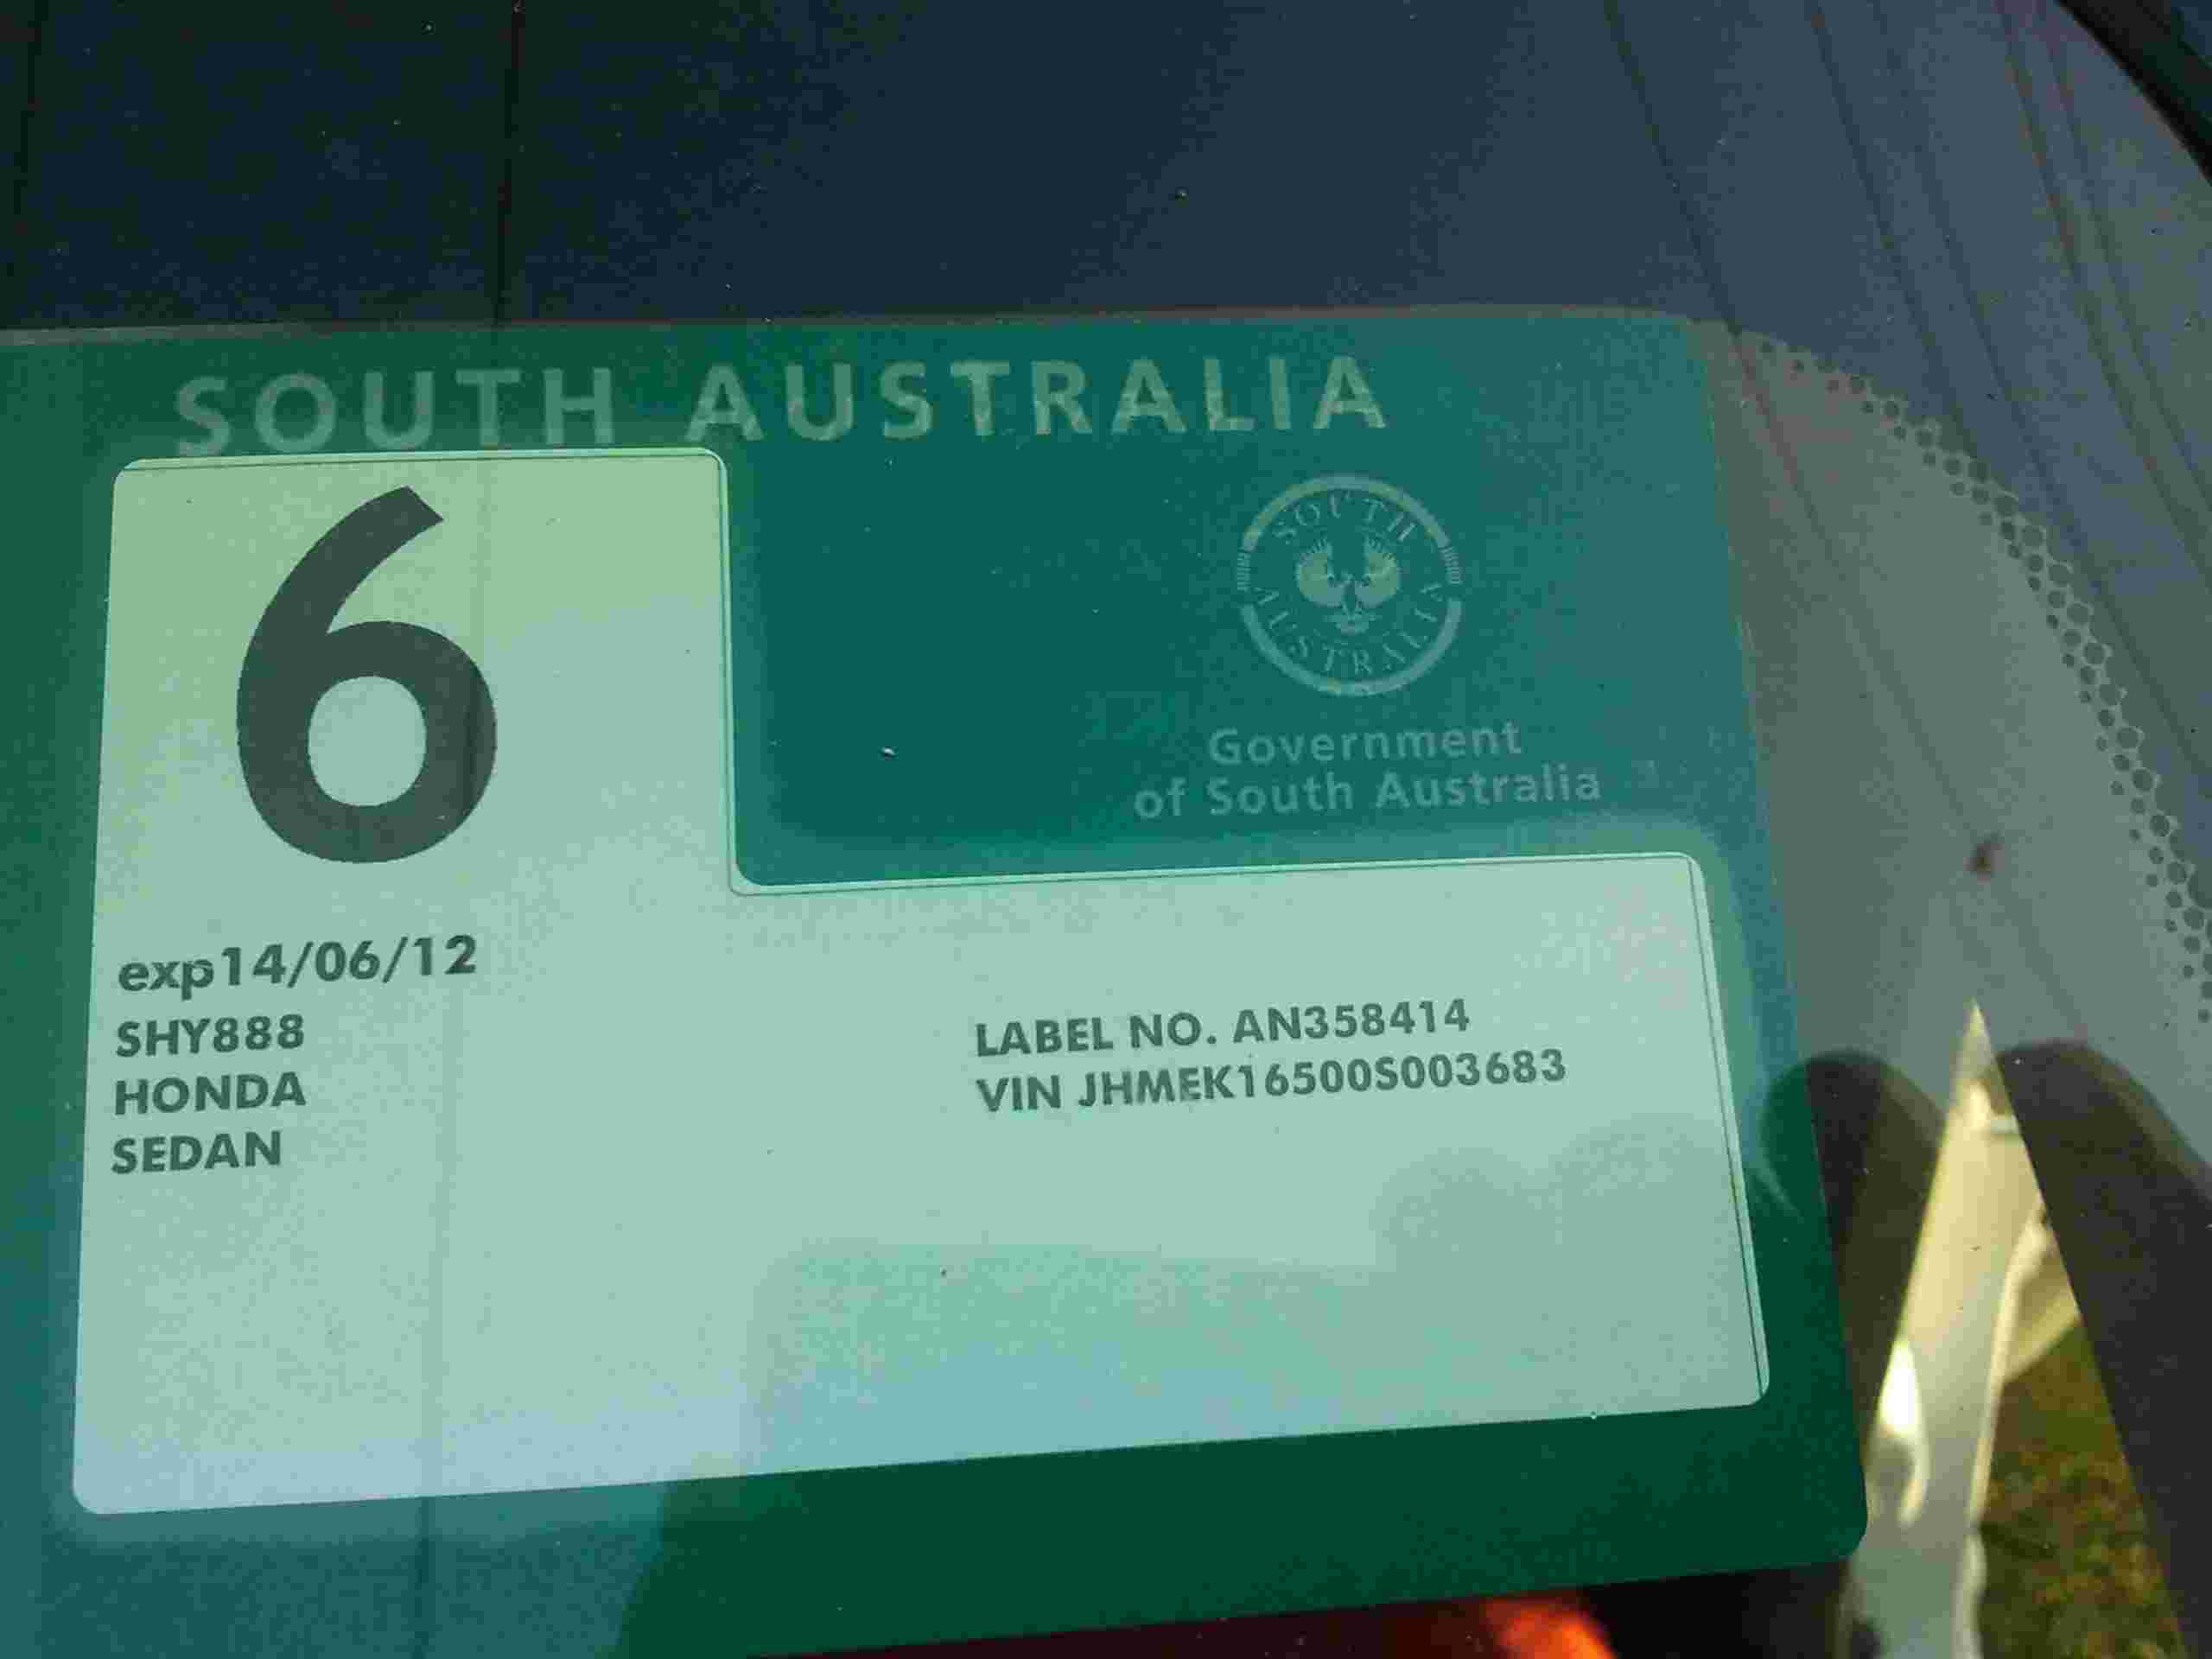 SOUTH AUSTRALIA
6
SOUTH
AUSTRALIA
Government
of South Australia
exp14/06/12
SHY888
HONDA
SEDAN
LABEL NO. AN358414
VIN JHMEK16500S003683